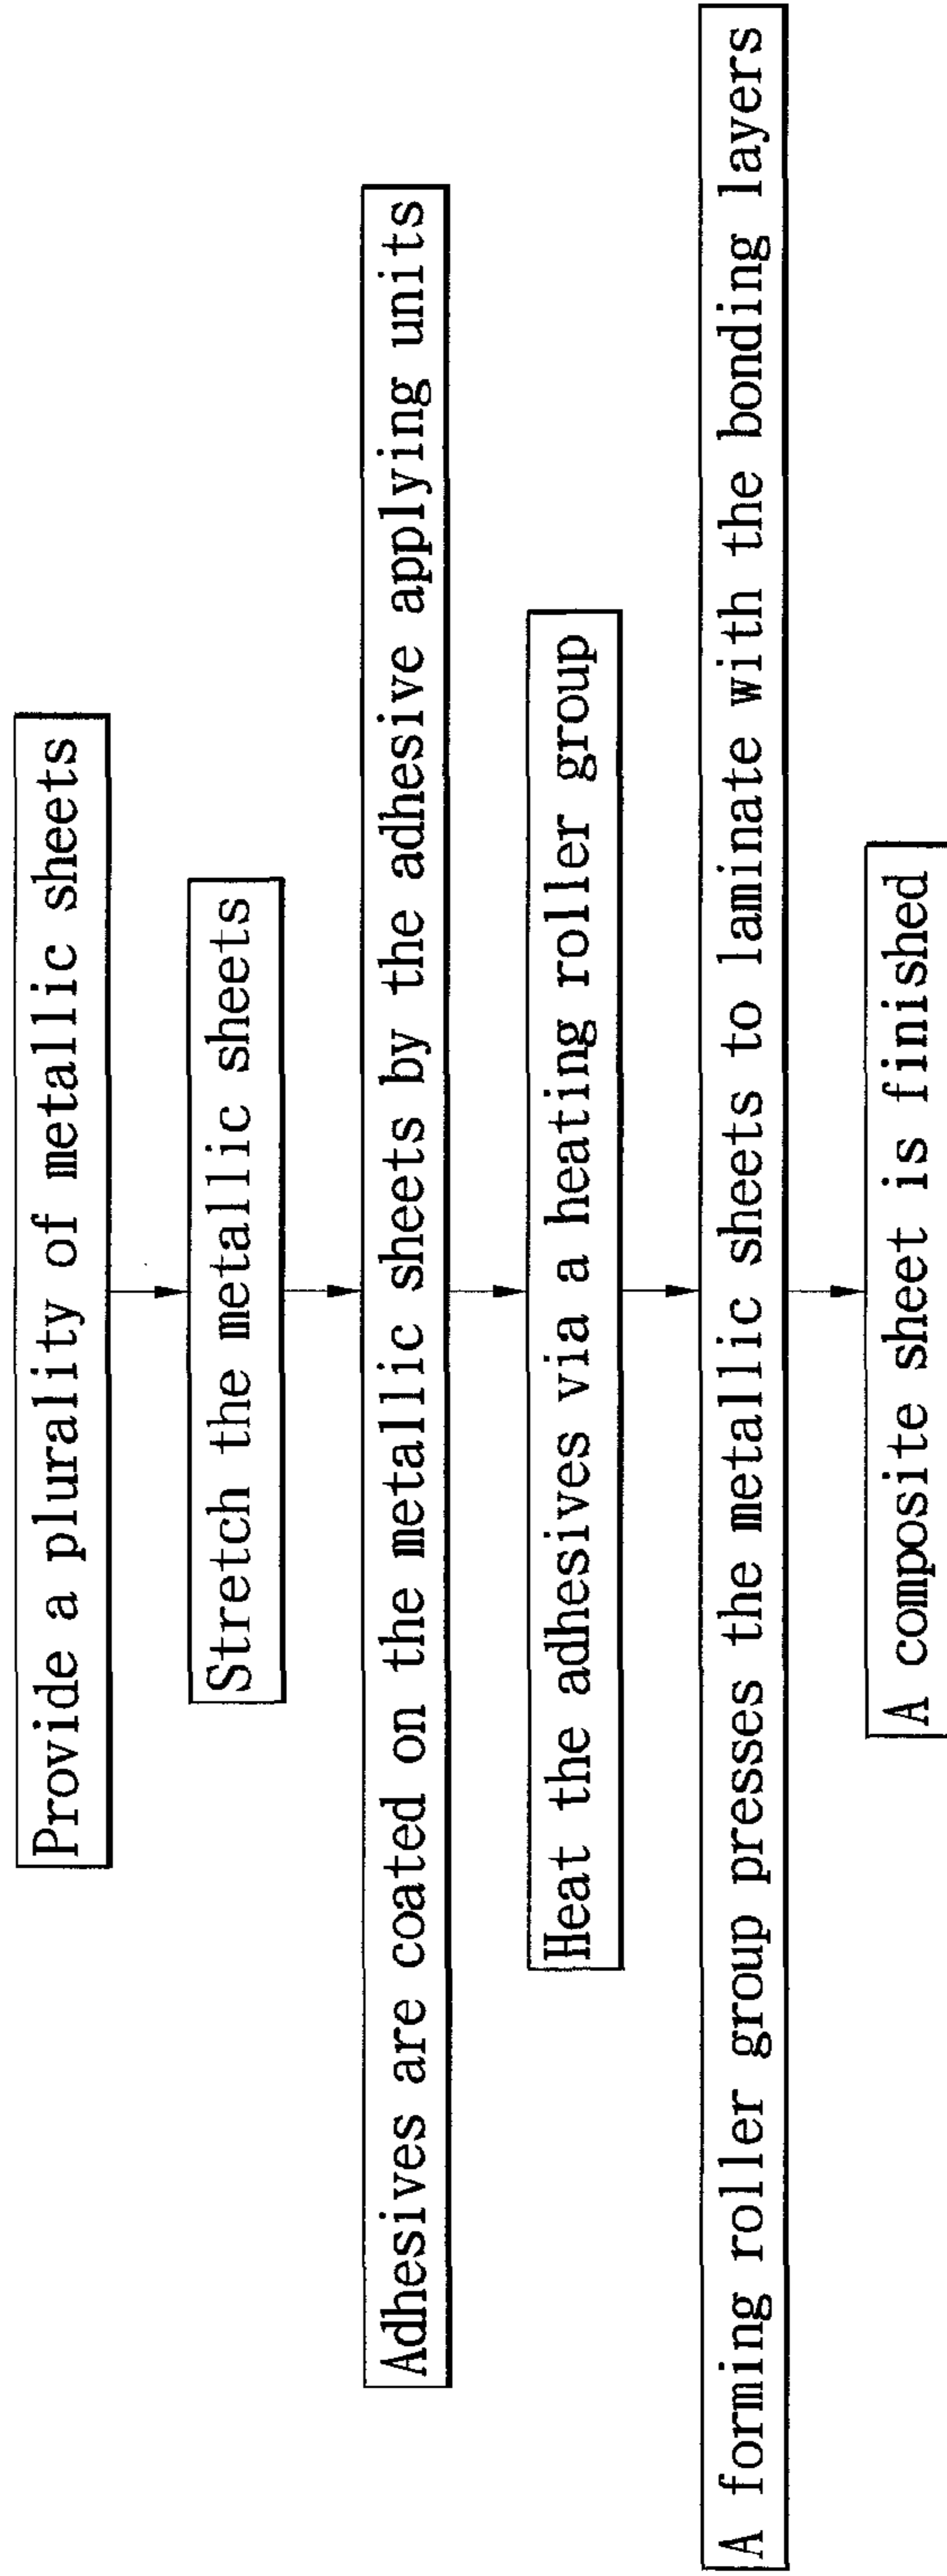 Provide a plurality of metallic sheets
Stretch the metallic sheets
Adhesives are coated on the metallic sheets by the adhesive applying units
Heat the adhesives via a heating roller group
A forming roller group presses the metallic sheets to laminate with the bonding layers
A composite sheet is finished